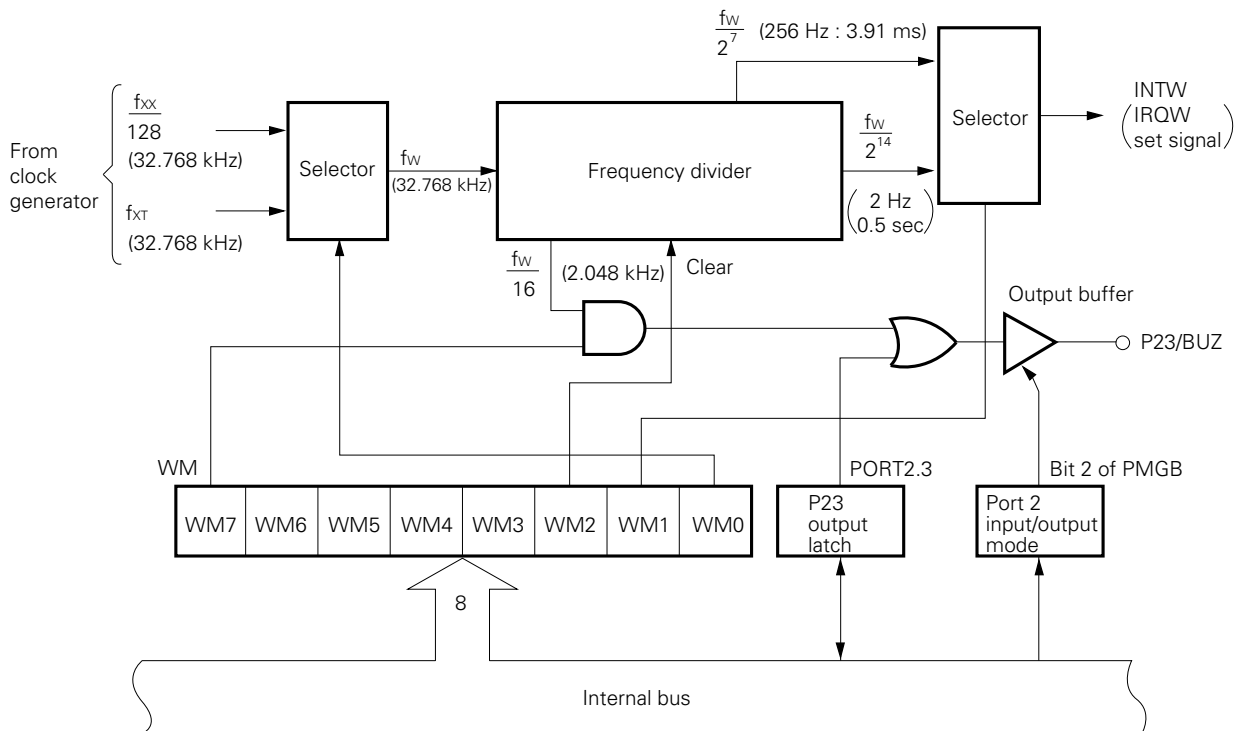 fW
2^7 (256 Hz : 3.91 ms)
From
clock
generator
fXX
128
(32.768 kHz)
fXT
(32.768 kHz)
Selector
fW
(32.768 kHz)
Frequency divider
fW
2^14
(2 Hz
0.5 sec)
Selector
INTW
(IRQW
set signal)
fW
16
(2.048 kHz)
Clear
Output buffer
P23/BUZ
WM
WM7 WM6 WM5 WM4 WM3 WM2 WM1 WM0
PORT2.3
P23
output
latch
Bit 2 of PMGB
Port 2
input/output
mode
8
Internal bus